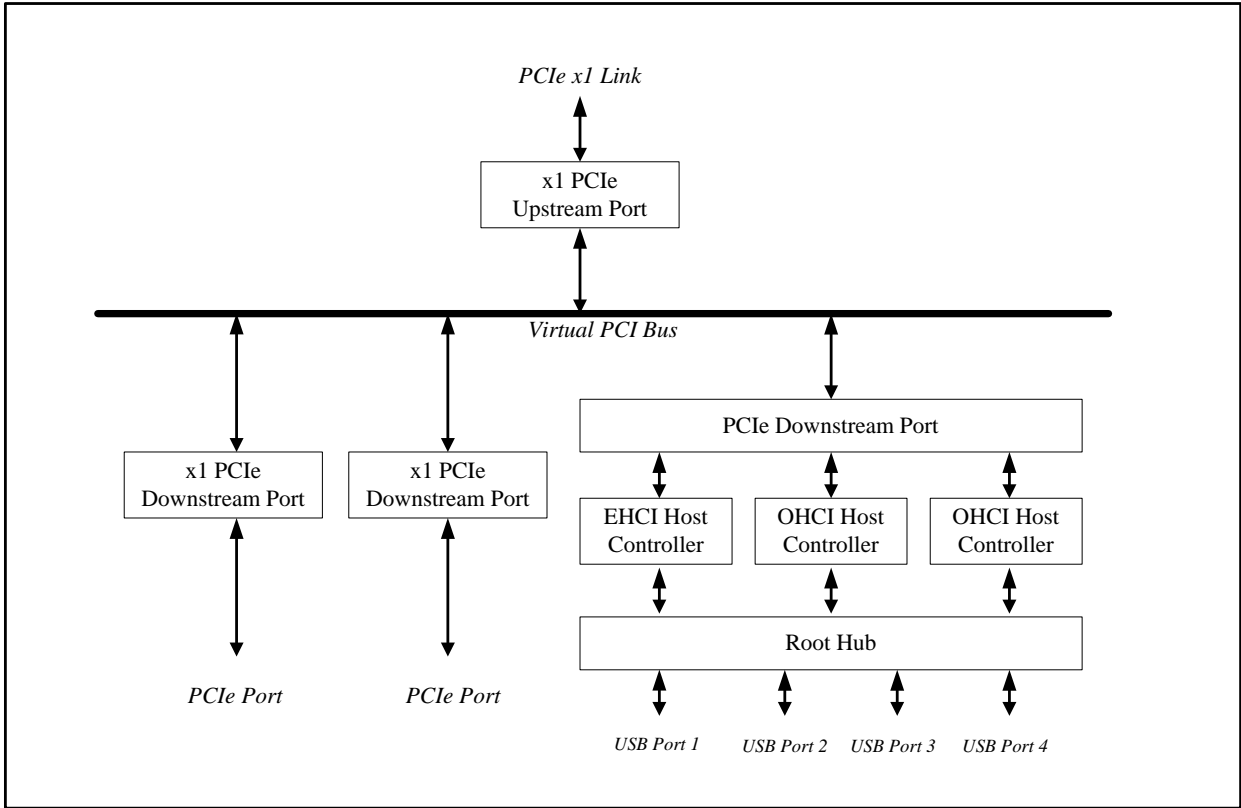 PCIe x1 Link
x1 PCIe
Upstream Port
Virtual PCI Bus
PCIe Downstream Port
x1 PCIe
Downstream Port
x1 PCIe
Downstream Port
EHCI Host
Controller
OHCI Host
Controller
OHCI Host
Controller
Root Hub
PCIe Port
PCIe Port
USB Port 1
USB Port 2
USB Port 3
USB Port 4